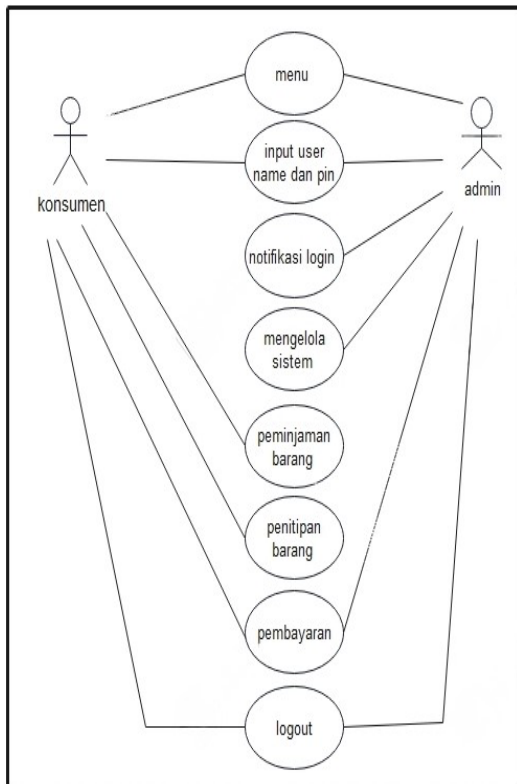 menu
input user
name dan pin
konsumen
admin
notifikasi login
mengelola
sistem
peminjaman
barang
penitipan
barang
pembayaran
logout